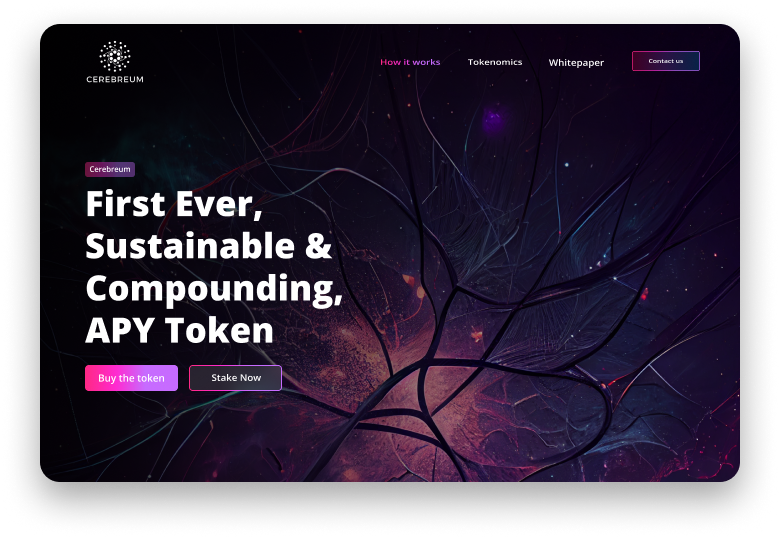 CEREBREUM
How it works
Tokenomics
Whitepaper
Contact us
Cerebreum
First Ever,
Sustainable &
Compounding,
APY Token
Buy the token
Stake Now